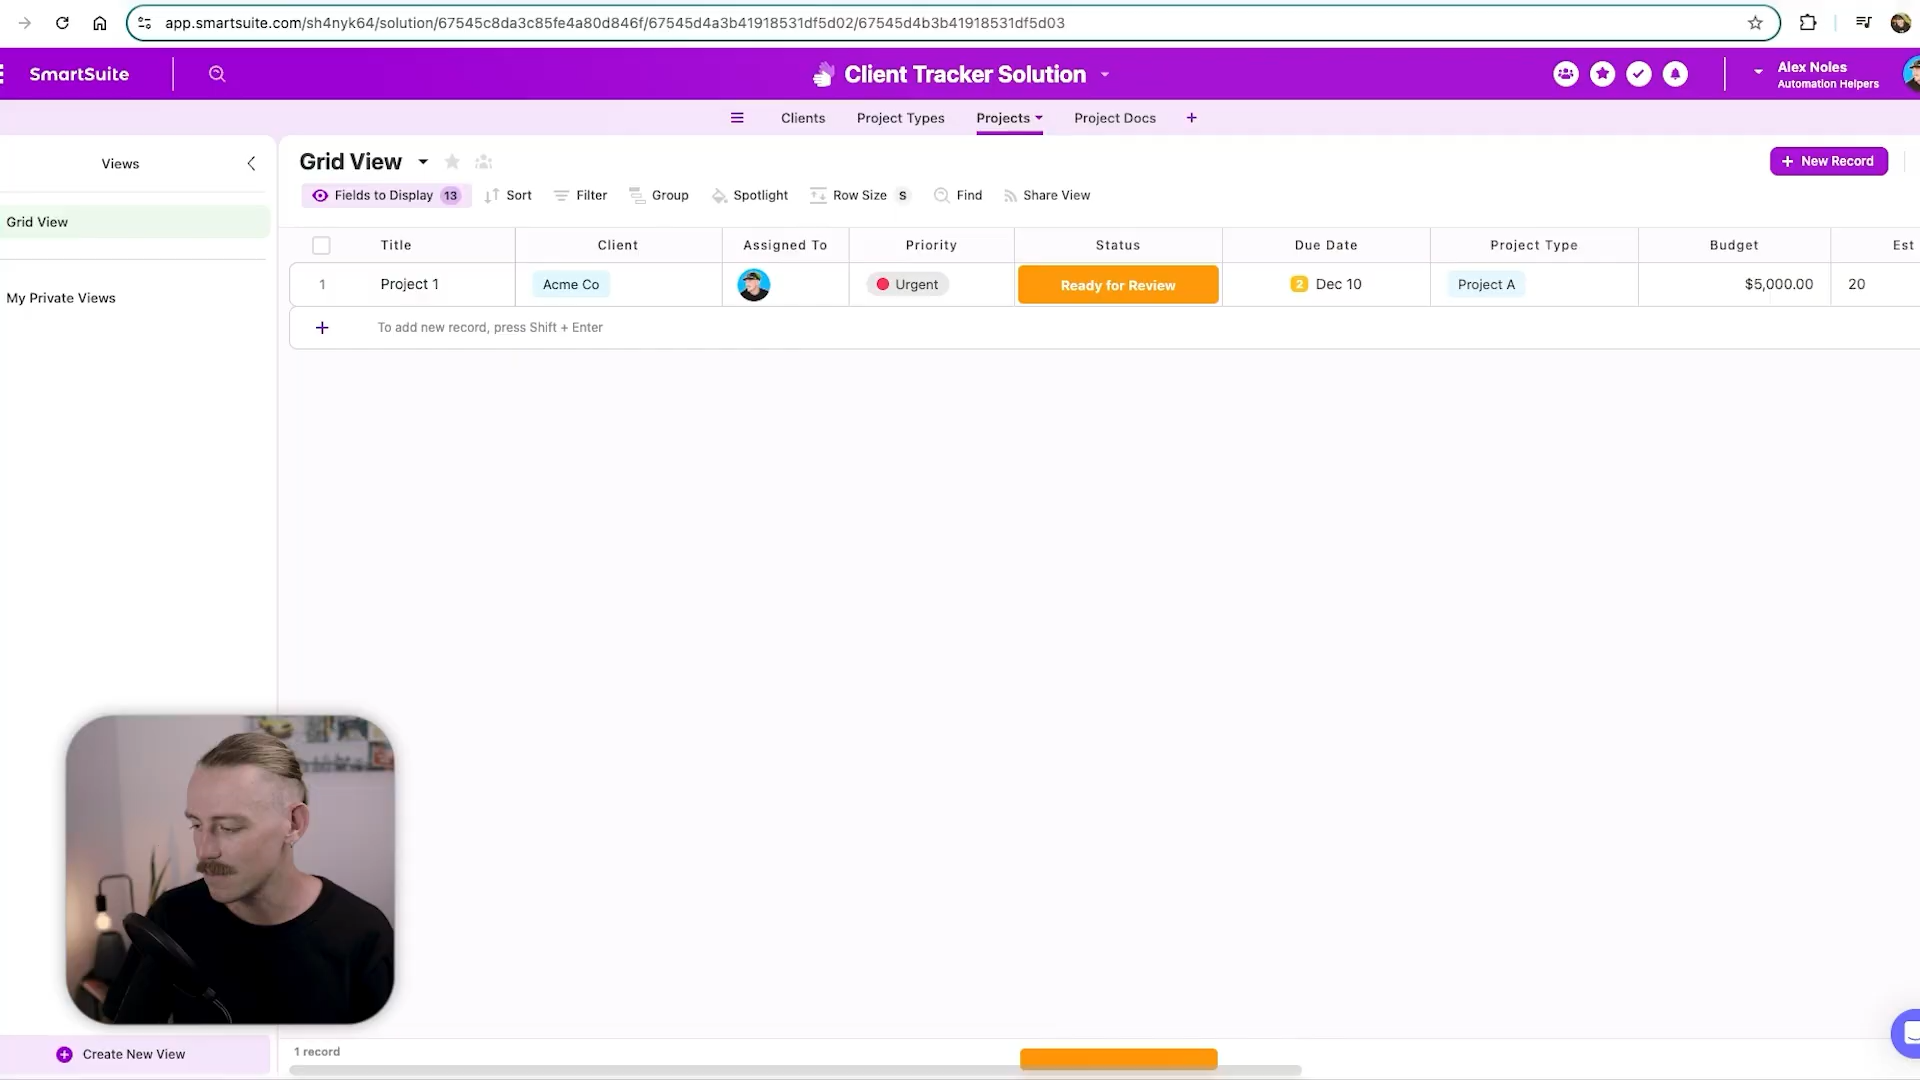 app.smartsuite.com/sh4nyk64/solution/67545c8da3c85fe4a80d846f/67545d4a3b41918531df5d02/67545d4b3b41918531df5d03
SmartSuite
Client Tracker Solution
Alex Noles
Automation Helpers
Clients
Project Types
Projects
Project Docs
Views
Grid View
My Private Views
Create New View
Grid View
New Record
Fields to Display 13
Sort
Filter
Group
Spotlight
Row Size S
Find
Share View
Title Client Assigned To Priority Status Due Date Project Type Budget Est
1 Project 1 Acme Co Urgent Ready for Review 2 Dec 10 Project A $5,000.00 20
To add new record, press Shift + Enter
1 record